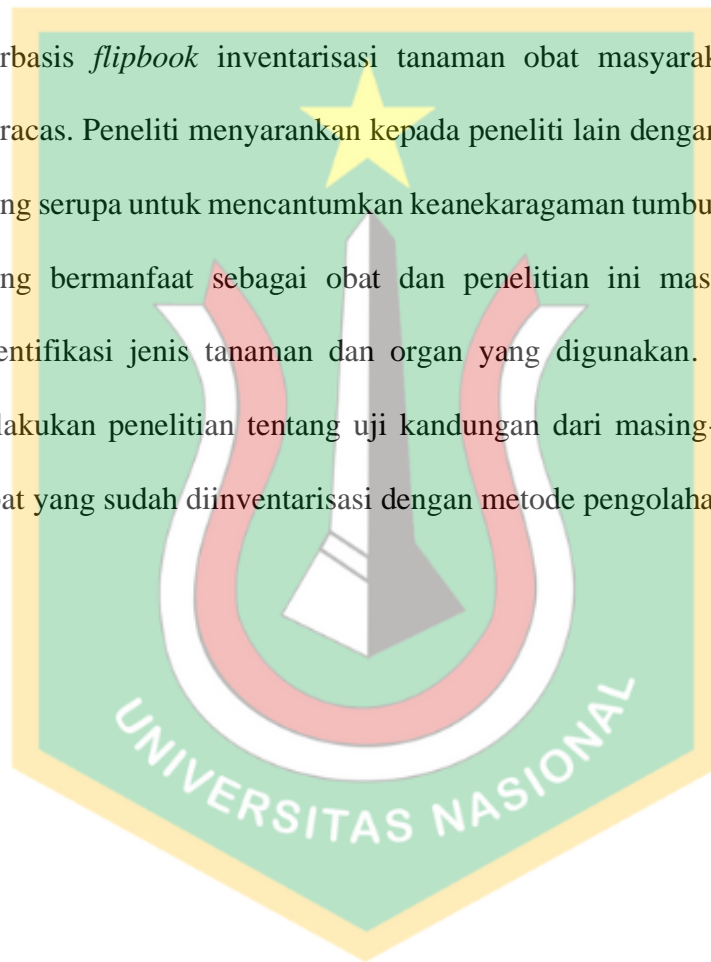 rbasis flipbook inventarisasi tanaman obat masyarak
racas. Peneliti menyarankan kepada peneliti lain dengan
ng serupa untuk mencantumkan keanekaragaman tumbu
ng bermanfaat sebagai obat dan penelitian ini mas
entifikasi jenis tanaman dan organ yang digunakan.
lakukan penelitian tentang uji kandungan dari masing-
at yang sudah diinventarisasi dengan metode pengolaha
UNIVERSITAS NASIONAL